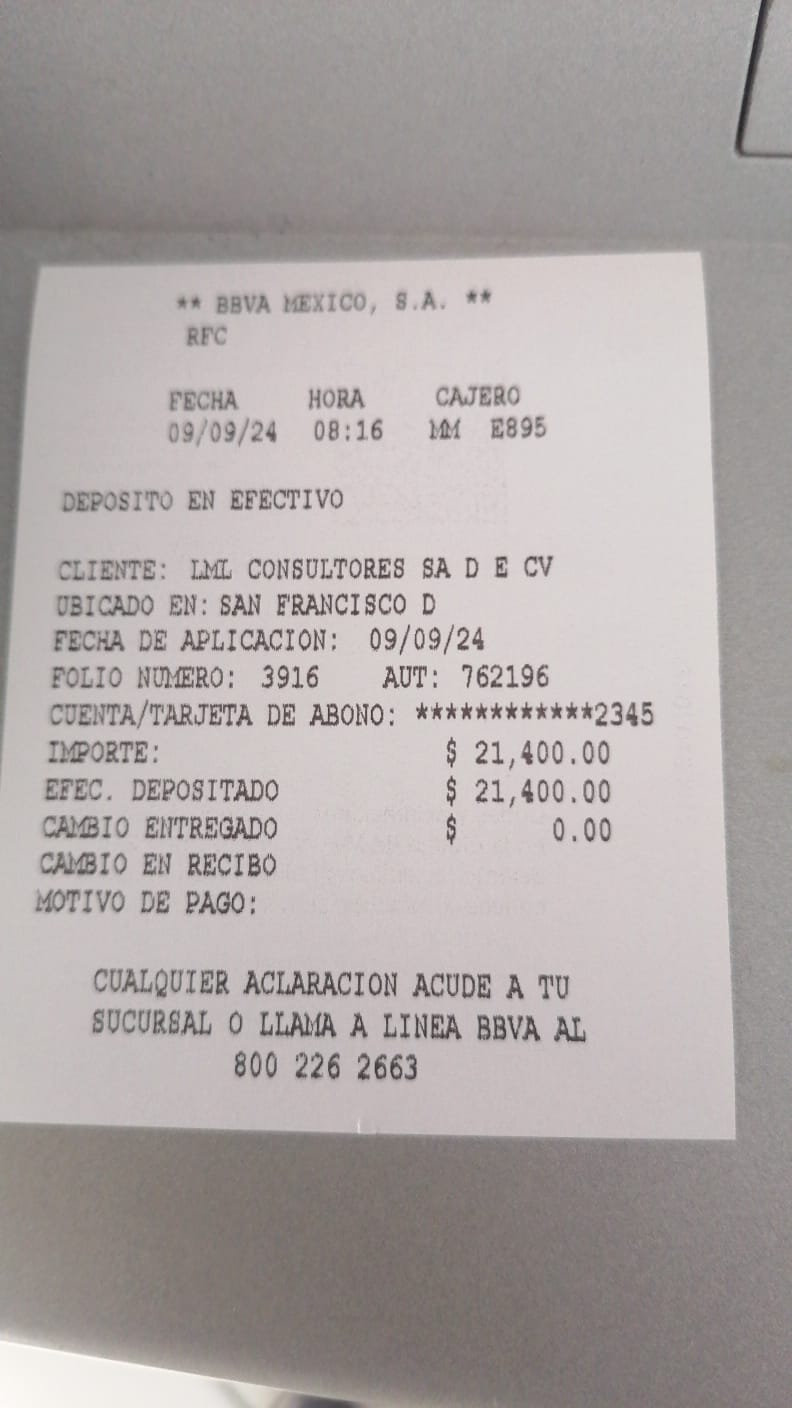 ** BBVA MEXICO, S.A. **
RFC
FECHA HORA CAJERO
09/09/24 08:16 MM E895
DEPOSITO EN EFECTIVO
CLIENTE: LML CONSULTORES SA D E CV
UBICADO EN: SAN FRANCISCO D
FECHA DE APLICACION: 09/09/24
FOLIO NUMERO: 3916 AUT: 762196
CUENTA/TARJETA DE ABONO: ************2345
IMPORTE: $ 21,400.00
EFEC. DEPOSITADO $ 21,400.00
CAMBIO ENTREGADO $ 0.00
CAMBIO EN RECIBO
MOTIVO DE PAGO:
CUALQUIER ACLARACION ACUDE A TU
SUCURSAL O LLAMA A LINEA BBVA AL
800 226 2663